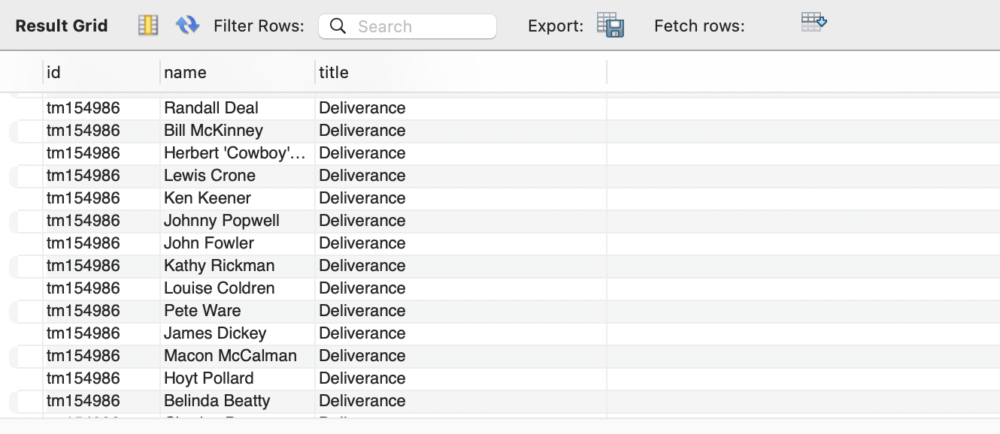 Result Grid Filter Rows: Search Export: Fetch rows:
id name title
tm154986 Randall Deal Deliverance
tm154986 Bill McKinney Deliverance
tm154986 Herbert 'Cowboy'... Deliverance
tm154986 Lewis Crone Deliverance
tm154986 Ken Keener Deliverance
tm154986 Johnny Popwell Deliverance
tm154986 John Fowler Deliverance
tm154986 Kathy Rickman Deliverance
tm154986 Louise Coldren Deliverance
tm154986 Pete Ware Deliverance
tm154986 James Dickey Deliverance
tm154986 Macon McCalman Deliverance
tm154986 Hoyt Pollard Deliverance
tm154986 Belinda Beatty Deliverance